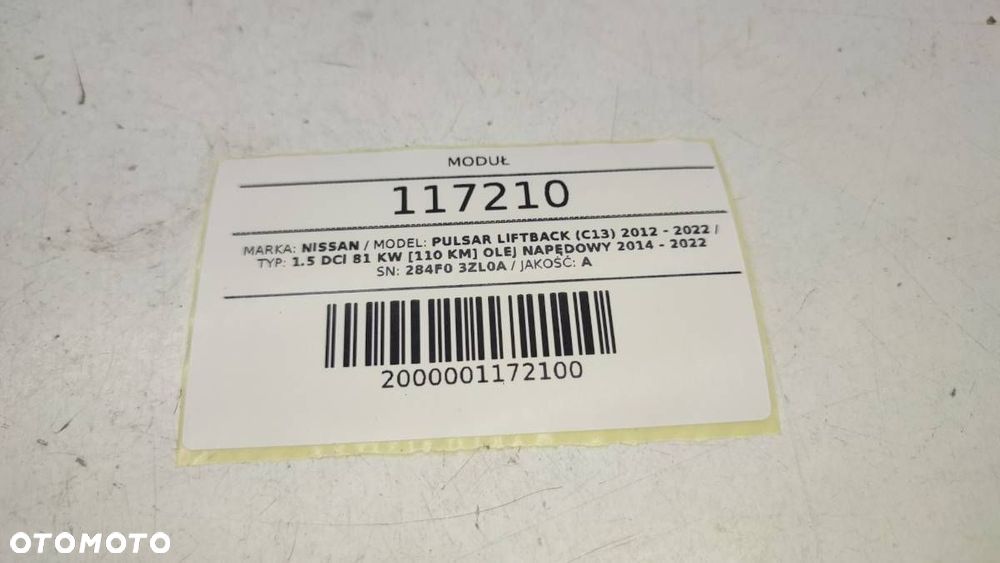 MODUŁ
117210
MARKA: NISSAN / MODEL: PULSAR LIFTBACK (C13) 2012 - 2022 /
TYP: 1.5 DCI 81 KW [110 KM] OLEJ NAPĘDOWY 2014 - 2022
SN: 284F0 3ZL0A / JAKOŚĆ: A
2000001172100
OTOMOTO